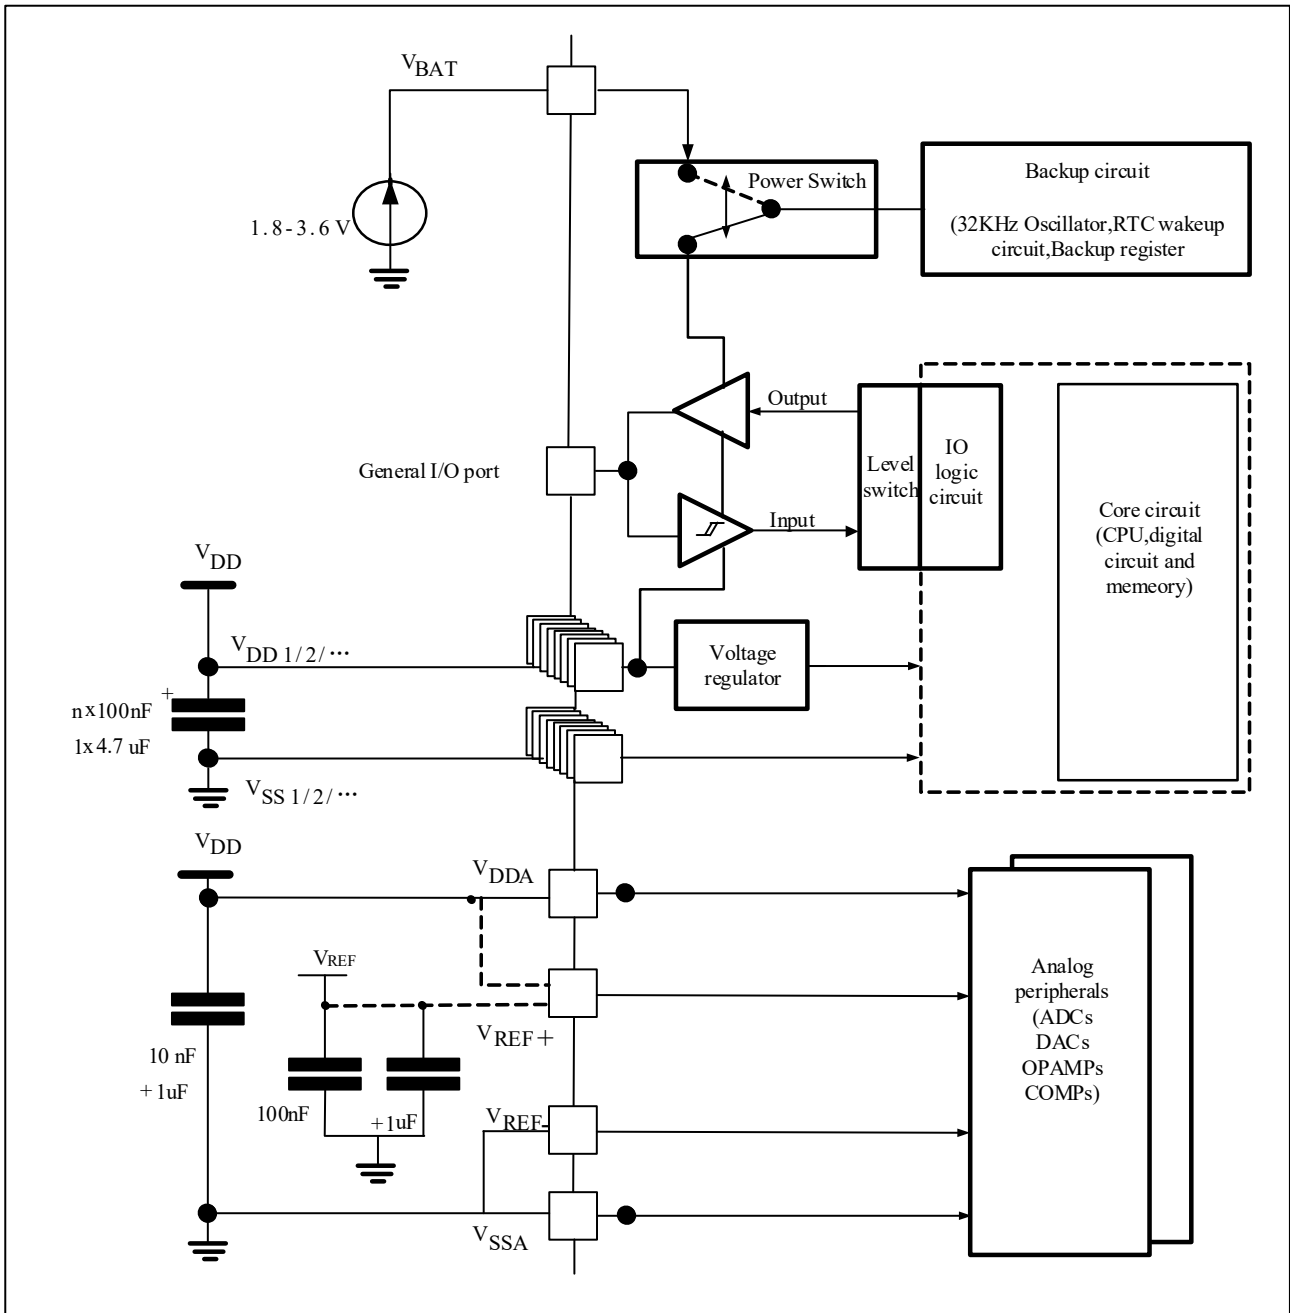 VBAT
Power Switch
1.8-3.6 V
Backup circuit
(32KHz Oscillator,RTC wakeup
circuit,Backup register
Output
General I/O port
Level
switch
IO
logic
circuit
Input
Core circuit
(CPU,digital
circuit and
memeory)
VDD
VDD 1/2/…
Voltage
regulator
+
nx100nF
1x4.7 uF
VSS 1/2/…
VDD
VDDA
VREF
VREF+
10 nF
+1uF
100nF
+1uF
VREF-
VSSA
Analog
peripherals
(ADCs
DACs
OPAMPs
COMPs)